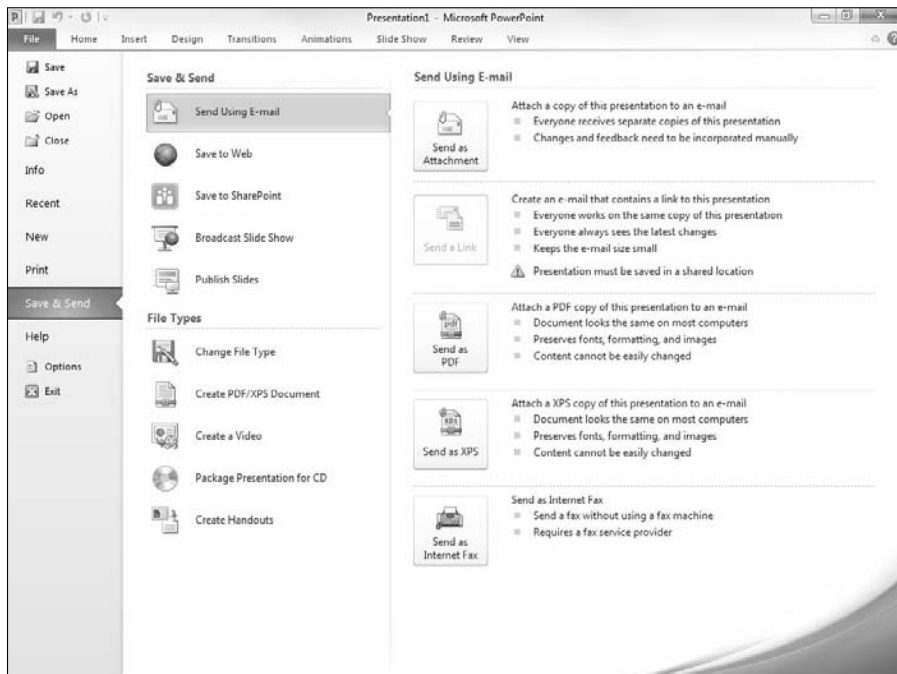 Presentation1 - Microsoft PowerPoint
File Home Insert Design Transitions Animations Slide Show Review View
Save
Save As
Open
Close
Info
Recent
New
Print
Save & Send
Help
Options
Exit
Save & Send
Send Using E-mail
Save to Web
Save to SharePoint
Broadcast Slide Show
Publish Slides
File Types
Change File Type
Create PDF/XPS Document
Create a Video
Package Presentation for CD
Create Handouts
Send Using E-mail
Send as
Attachment
Attach a copy of this presentation to an e-mail
Everyone receives separate copies of this presentation
Changes and feedback need to be incorporated manually
Send a Link
Create an e-mail that contains a link to this presentation
Everyone works on the same copy of this presentation
Everyone always sees the latest changes
Keeps the e-mail size small
Presentation must be saved in a shared location
Send as
PDF
Attach a PDF copy of this presentation to an e-mail
Document looks the same on most computers
Preserves fonts, formatting, and images
Content cannot be easily changed
Send as XPS
Attach a XPS copy of this presentation to an e-mail
Document looks the same on most computers
Preserves fonts, formatting, and images
Content cannot be easily changed
Send as
Internet Fax
Send as Internet Fax
Send a fax without using a fax machine
Requires a fax service provider